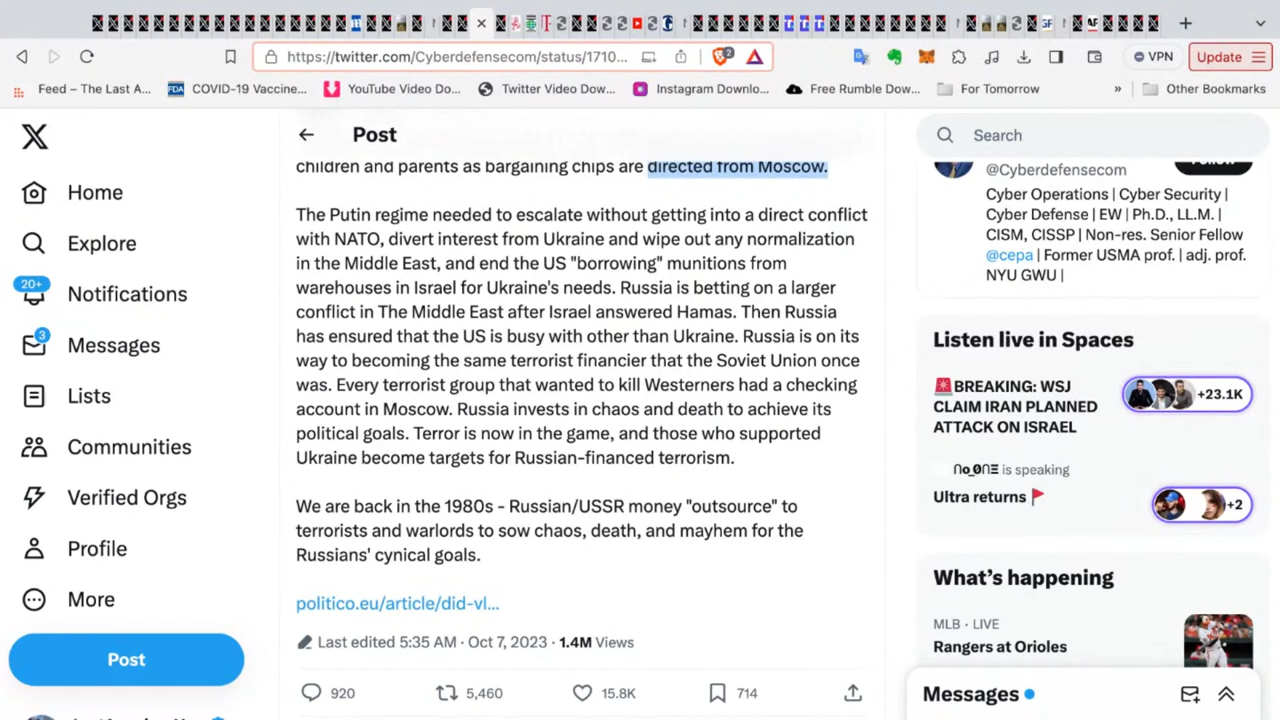 https://twitter.com/Cyberdefensecom/status/1710...
2
VPN
Update
Feed – The Last A...
FDA
COVID-19 Vaccine...
YouTube Video Do...
Twitter Video Dow...
Instagram Downlo...
Free Rumble Dow...
For Tomorrow
»
Other Bookmarks
Home
Explore
20+
Notifications
3
Messages
Lists
Communities
Verified Orgs
Profile
More
Post
Post
children and parents as bargaining chips are directed from Moscow.
The Putin regime needed to escalate without getting into a direct conflict
with NATO, divert interest from Ukraine and wipe out any normalization
in the Middle East, and end the US "borrowing" munitions from
warehouses in Israel for Ukraine's needs. Russia is betting on a larger
conflict in The Middle East after Israel answered Hamas. Then Russia
has ensured that the US is busy with other than Ukraine. Russia is on its
way to becoming the same terrorist financier that the Soviet Union once
was. Every terrorist group that wanted to kill Westerners had a checking
account in Moscow. Russia invests in chaos and death to achieve its
political goals. Terror is now in the game, and those who supported
Ukraine become targets for Russian-financed terrorism.
We are back in the 1980s - Russian/USSR money "outsource" to
terrorists and warlords to sow chaos, death, and mayhem for the
Russians' cynical goals.
politico.eu/article/did-vl...
Last edited 5:35 AM · Oct 7, 2023 · 1.4M Views
920
5,460
15.8K
714
Search
@Cyberdefensecom
Cyber Operations | Cyber Security |
Cyber Defense | EW | Ph.D., LL.M. |
CISM, CISSP | Non-res. Senior Fellow
@cepa | Former USMA prof. | adj. prof.
NYU GWU |
Listen live in Spaces
🚨BREAKING: WSJ
CLAIM IRAN PLANNED
ATTACK ON ISRAEL
+23.1K
is speaking
Ultra returns 🚩
+2
What's happening
MLB · LIVE
Rangers at Orioles
Messages